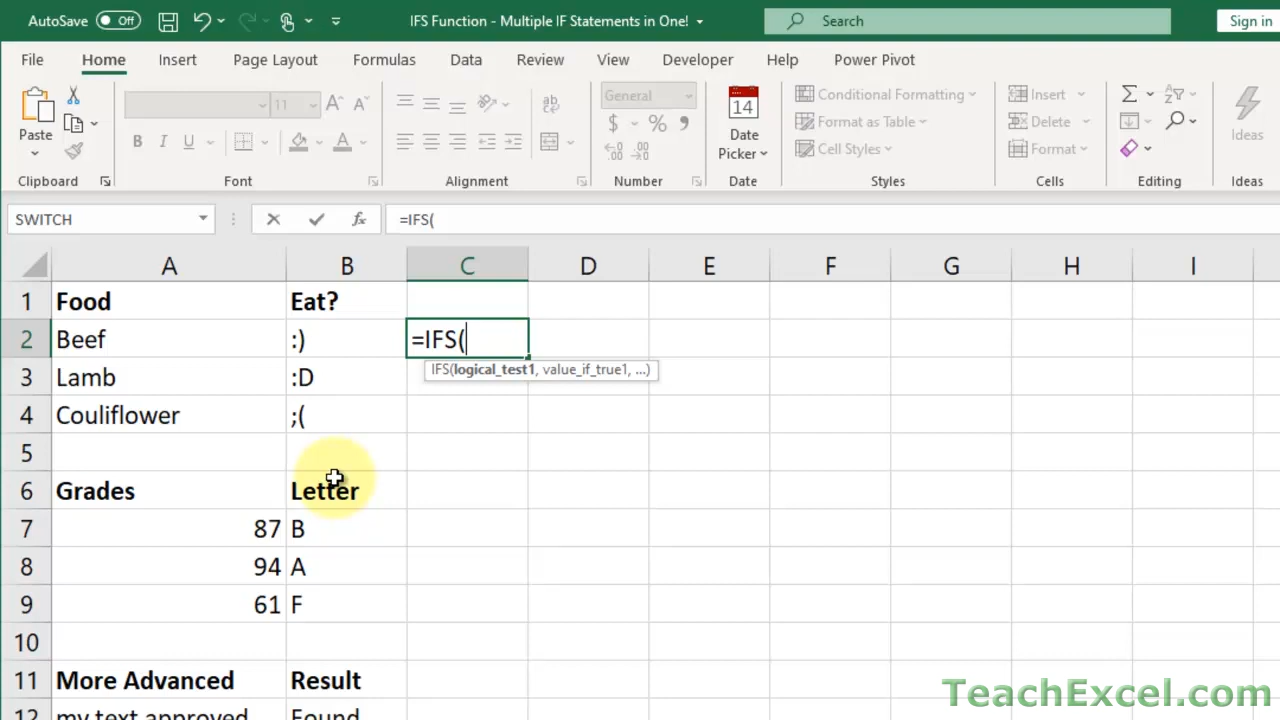 AutoSave Off IFS Function - Multiple IF Statements in One! Search Sign in
File Home Insert Page Layout Formulas Data Review View Developer Help Power Pivot
Paste
Clipboard
11
B I U
Font
Alignment
General
$ % 9
Number
14
Date
Picker
Date
Conditional Formatting
Format as Table
Cell Styles
Styles
Insert
Delete
Format
Cells
Editing
Ideas
Ideas
SWITCH fx =IFS(
A B C D E F G H I
1 Food Eat?
2 Beef :) =IFS(
IFS(logical_test1, value_if_true1, ...)
3 Lamb :D
4 Couliflower ;(
5
6 Grades Letter
7 87 B
8 94 A
9 61 F
10
11 More Advanced Result
12 my text approved Found
TeachExcel.com